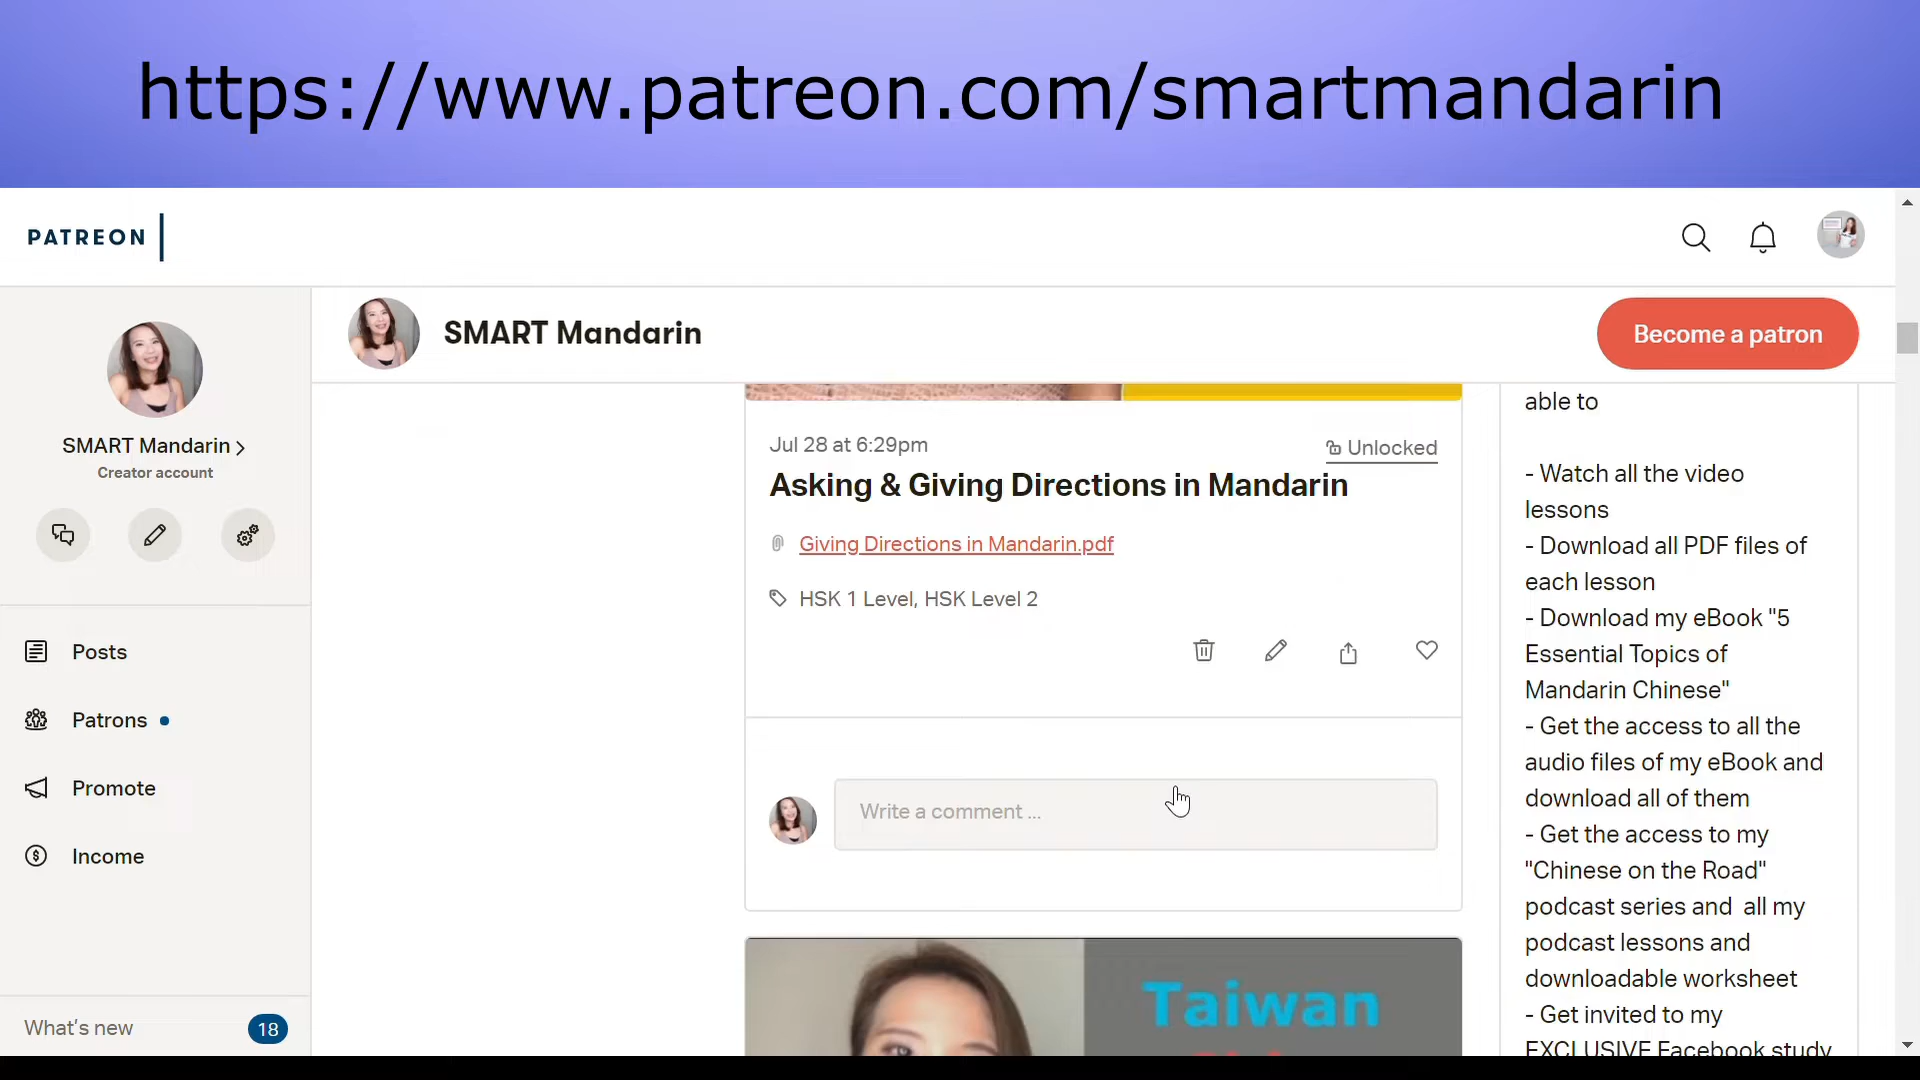 https://www.patreon.com/smartmandarin
PATREON
SMART Mandarin
Creator account
Posts
Patrons
Promote
Income
What's new
18
SMART Mandarin
Become a patron
Jul 28 at 6:29pm
Unlocked
Asking & Giving Directions in Mandarin
Giving Directions in Mandarin.pdf
HSK 1 Level, HSK Level 2
Write a comment ...
Taiwan
able to
- Watch all the video
lessons
- Download all PDF files of
each lesson
- Download my eBook "5
Essential Topics of
Mandarin Chinese"
- Get the access to all the
audio files of my eBook and
download all of them
- Get the access to my
"Chinese on the Road"
podcast series and all my
podcast lessons and
downloadable worksheet
- Get invited to my
EXCLUSIVE Facebook study